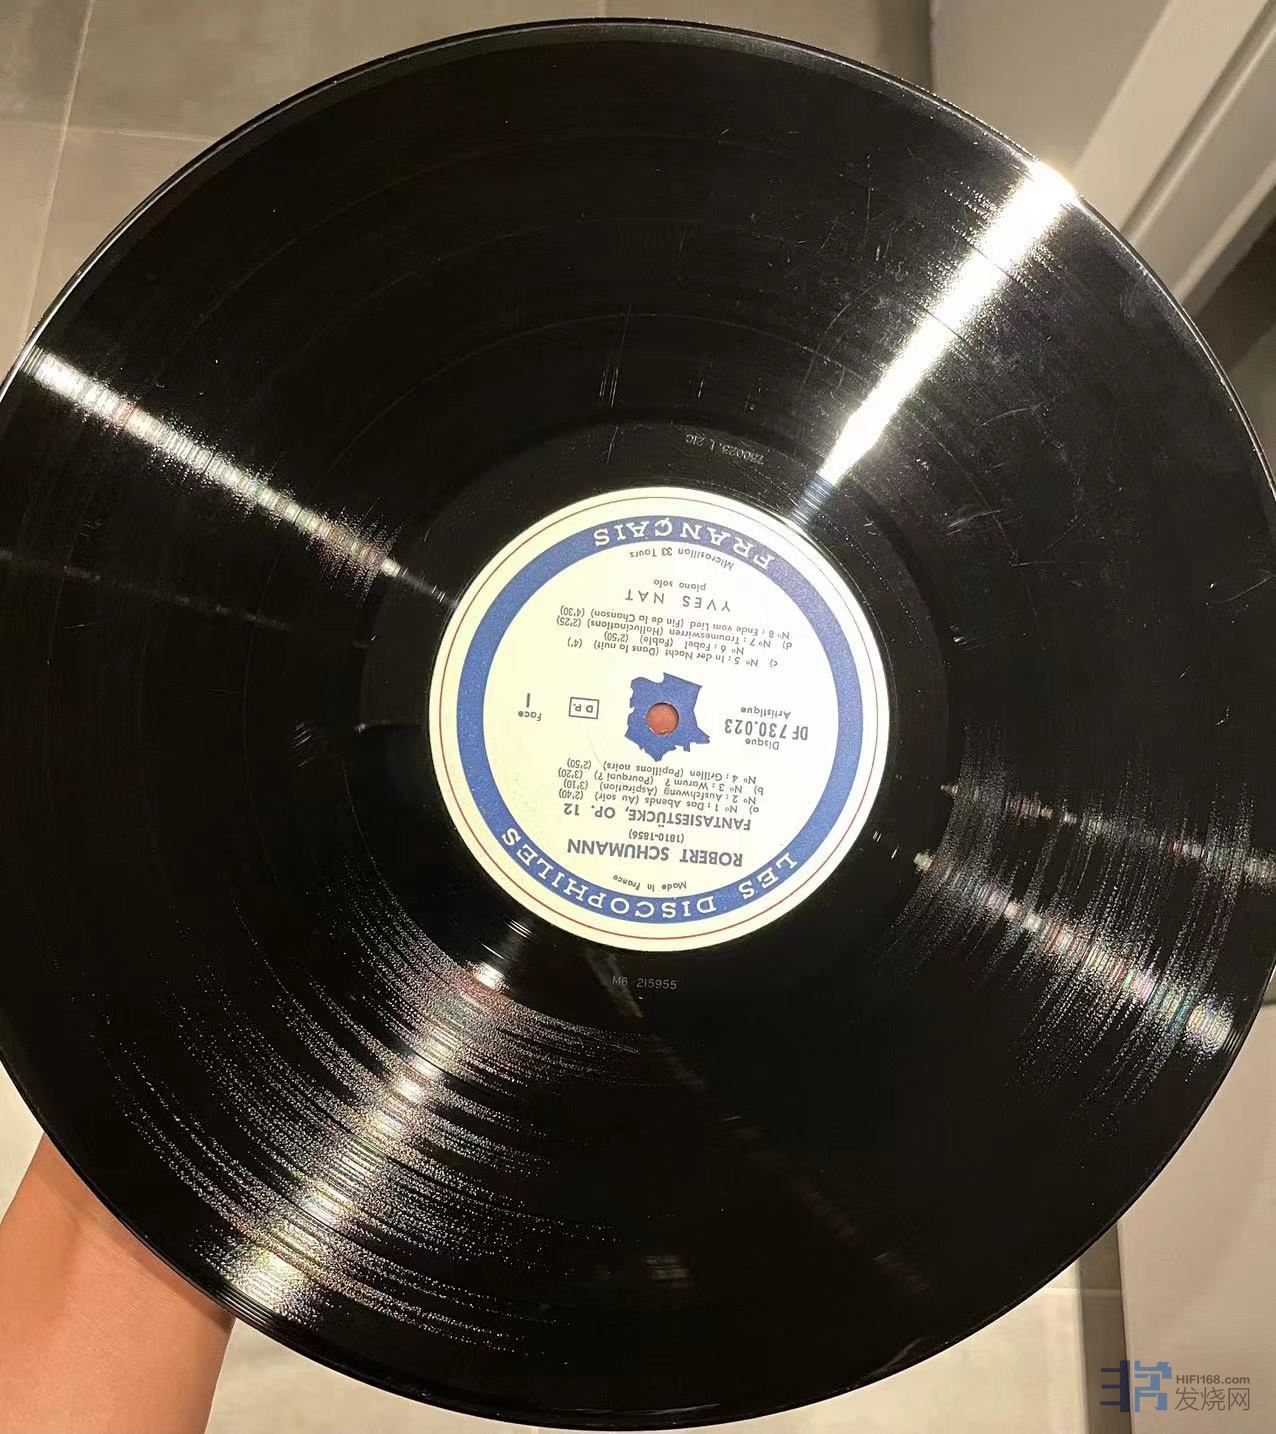 LES DISCOPHILES
Made In France
ROBERT SCHUMANN
(1810-1856)
FANTASIESTÜCKE, OP. 12
a) Nº 1 : Das Abends (Au soir) (2'40)
Nº 2 : Aufschwung (Aspiration) (3'10)
b) Nº 3 : Warum ? (Pourquoi ?) (3'20)
Nº 4 : Grillen (Papillons noirs) (2'50)
Disque
DF 730.023
Artistique
D.P.
Face
1
c) Nº 5 : In der Nacht (Dans la nuit) (4')
Nº 6 : Fabel (Fable) (2'50)
d) Nº 7 : Traumeswirren (Hallucinations) (2'25)
Nº 8 : Ende vom Lied (Fin de la Chanson) (4'30)
YVES NAT
piano solo
Microsillon 33 Tours
FRANÇAIS
M6 215955
HIFI168.com
发烧网